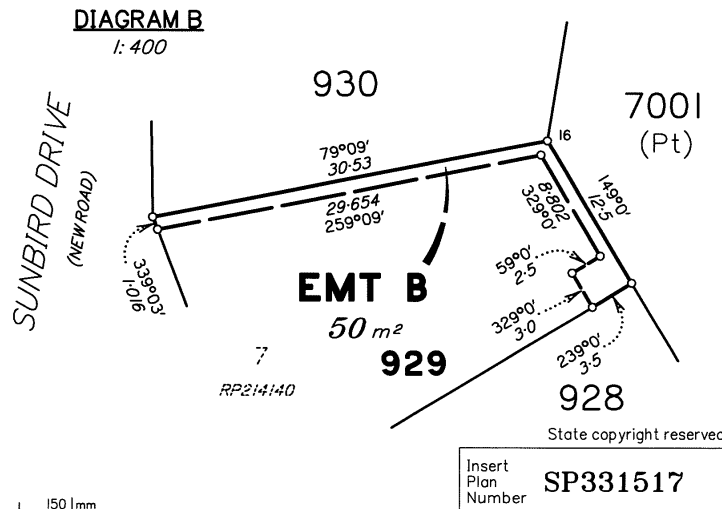 DIAGRAM B
1:400
930
7001
(Pt)
16
SUNBIRD DRIVE
(NEW ROAD)
79°09'
30·53
29·654
259°09'
149°0'
12·5
8·802
329°0'
339°03'
1·016
59°0'
2·5
EMT B
50 m²
329°0'
3·0
239°0'
3·5
7
RP214140
929
928
State copyright reserved
Insert
Plan
Number
SP331517
150 mm